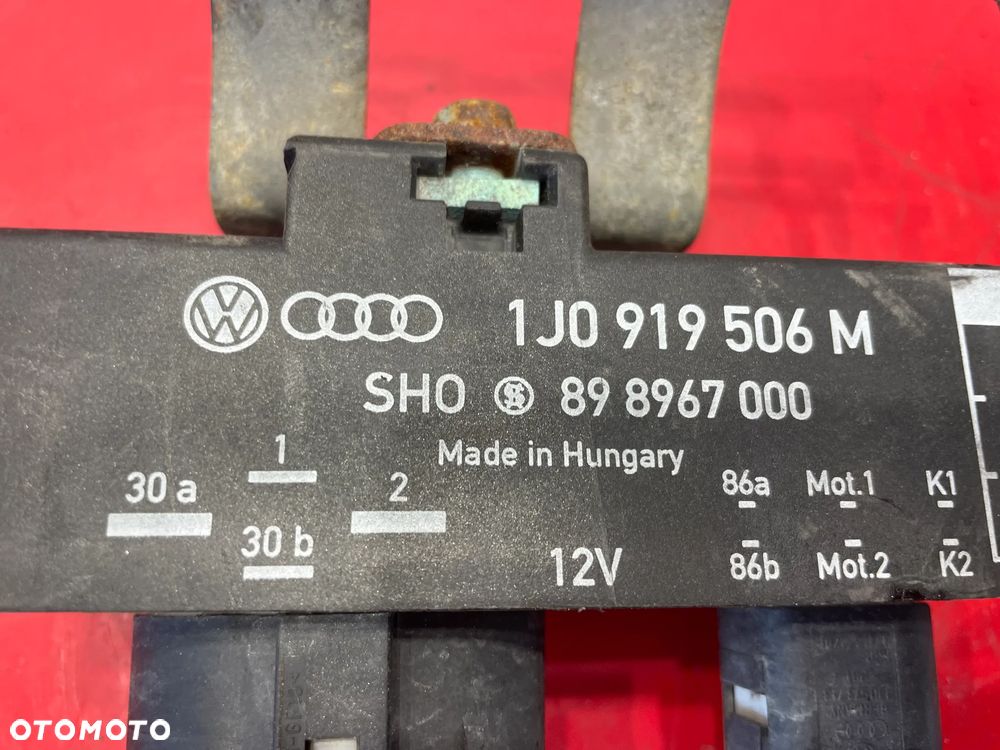 1J0 919 506 M
SHO 89 8967 000
Made in Hungary
30 a
1
2
30 b
12V
86a Mot.1 K1
86b Mot.2 K2
OTOMOTO